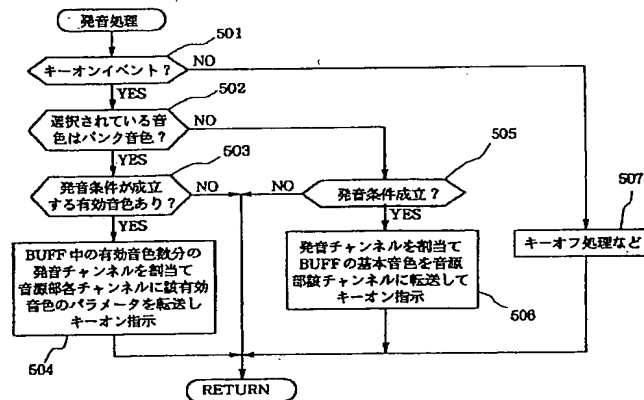 発音処理
501
キーオンイベント?
NO
YES
502
選択されている音
色はバンク音色?
NO
YES
503
505
発音条件が成立
する有効音色あり?
NO
NO
発音条件成立?
507
YES
YES
キーオフ処理など
BUFF中の有効音色数分の
発音チャンネルを割当て
音源部各チャンネルに該有効
音色のパラメータを転送し
キーオン指示
発音チャンネルを割当て
BUFFの基本音色を音源
部該チャンネルに転送して
キーオン指示
504
506
RETURN